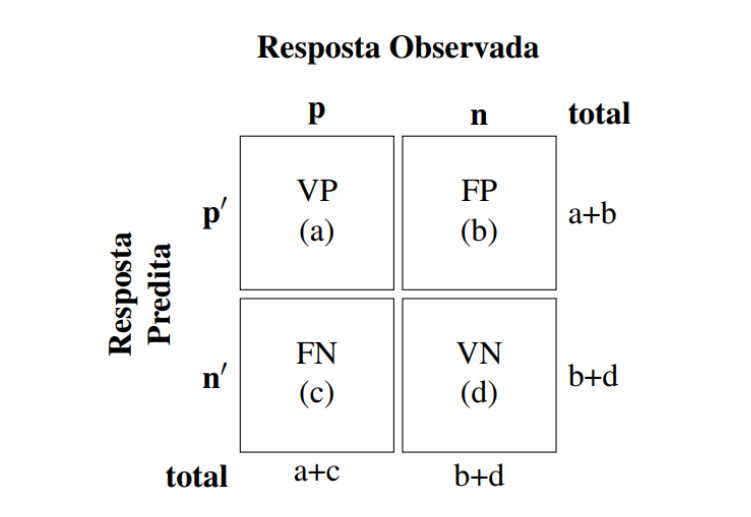 Resposta Observada
p n total
VP FP
p′ (a) (b) a+b
Resposta
Predita
FN VN
n′ (c) (d) b+d
total a+c b+d